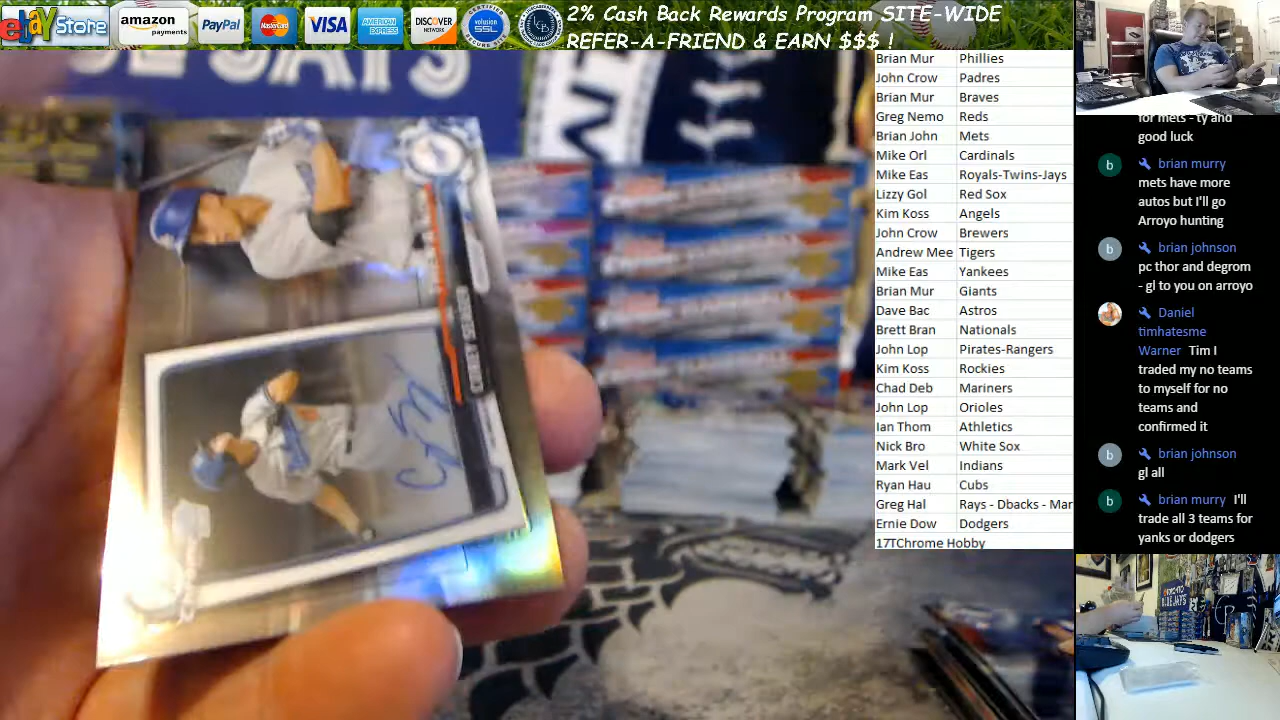 ebay Store
amazon
payments
PayPal
MasterCard
VISA
AMERICAN
EXPRESS
DISCOVER
NETWORK
volusion
SSL
2% Cash Back Rewards Program SITE-WIDE
REFER-A-FRIEND & EARN $$$ !
JAYS
Brian Mur Phillies
John Crow Padres
Brian Mur Braves
Greg Nemo Reds
Brian John Mets
Mike Orl Cardinals
Mike Eas Royals-Twins-Jays
Lizzy Gol Red Sox
Kim Koss Angels
John Crow Brewers
Andrew Mee Tigers
Mike Eas Yankees
Brian Mur Giants
Dave Bac Astros
Brett Bran Nationals
John Lop Pirates-Rangers
Kim Koss Rockies
Chad Deb Mariners
John Lop Orioles
Ian Thom Athletics
Nick Bro White Sox
Mark Vel Indians
Ryan Hau Cubs
Greg Hal Rays - Dbacks - Mar
Ernie Dow Dodgers
17TChrome Hobby
for mets - ty and
good luck
b brian murry
mets have more
autos but I'll go
Arroyo hunting
b brian johnson
pc thor and degrom
- gl to you on arroyo
Daniel
timhatesme
Warner Tim I
traded my no teams
to myself for no
teams and
confirmed it
b brian johnson
gl all
b brian murry I'll
trade all 3 teams for
yanks or dodgers